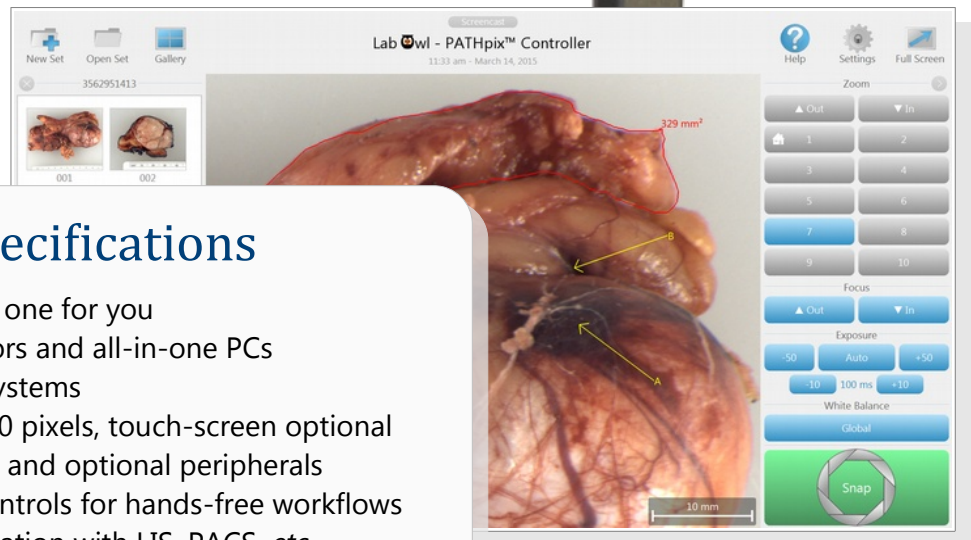 Screencast
Lab Owl - PATHpix™ Controller
11:33 am - March 14, 2015
New Set
Open Set
Gallery
Help
Settings
Full Screen
3562951413
001
002
329 mm²
B
A
10 mm
Zoom
▲ Out
▼ In
1
2
3
4
5
6
7
8
9
10
Focus
▲ Out
▼ In
Exposure
-50
Auto
+50
-10
100 ms
+10
White Balance
Global
Snap
ecifications
one for you
ors and all-in-one PCs
ystems
0 pixels, touch-screen optional
and optional peripherals
ntrols for hands-free workflows